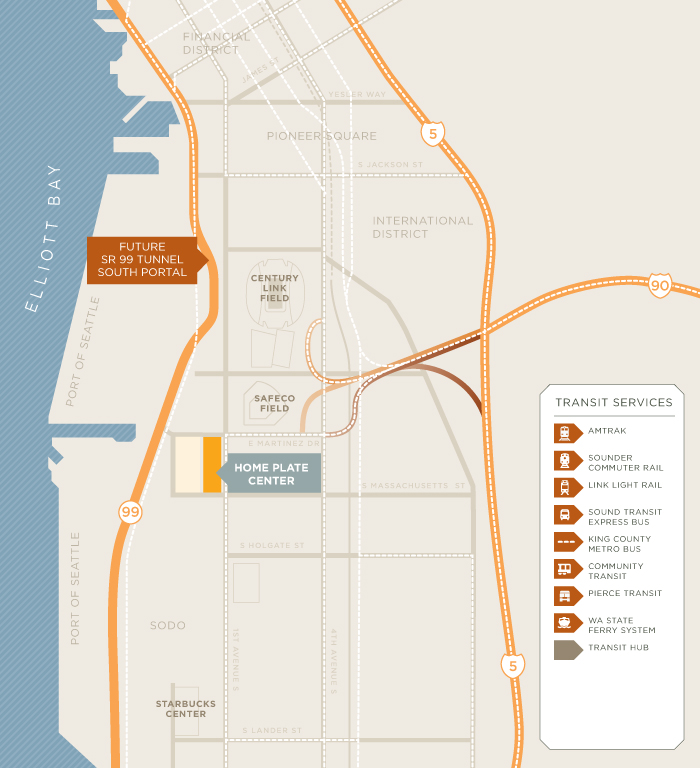 FINANCIAL
DISTRICT
JAMES ST
YESLER WAY
PIONEER SQUARE
5
S JACKSON ST
ELLIOTT BAY
INTERNATIONAL
DISTRICT
FUTURE
SR 99 TUNNEL
SOUTH PORTAL
CENTURY
LINK
FIELD
90
PORT OF SEATTLE
SAFECO
FIELD
E MARTINEZ DR
HOME PLATE
CENTER
S MASSACHUSETTE ST
99
S HOLGATE ST
PORT OF SEATTLE
SODO
1ST AVENUE S
4TH AVENUE S
5
STARBUCKS
CENTER
S LANDER ST
TRANSIT SERVICES
AMTRAK
SOUNDER
COMMUTER RAIL
LINK LIGHT RAIL
SOUND TRANSIT
EXPRESS BUS
KING COUNTY
METRO BUS
COMMUNITY
TRANSIT
PIERCE TRANSIT
WA STATE
FERRY SYSTEM
TRANSIT HUB